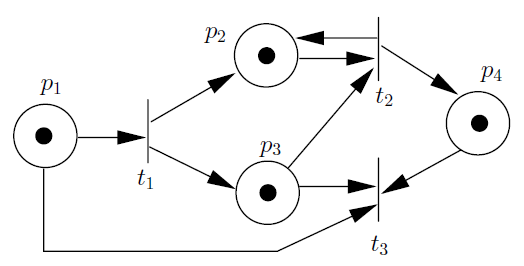 p₂
p₄
p₁
t₂
p₃
t₁
t₃